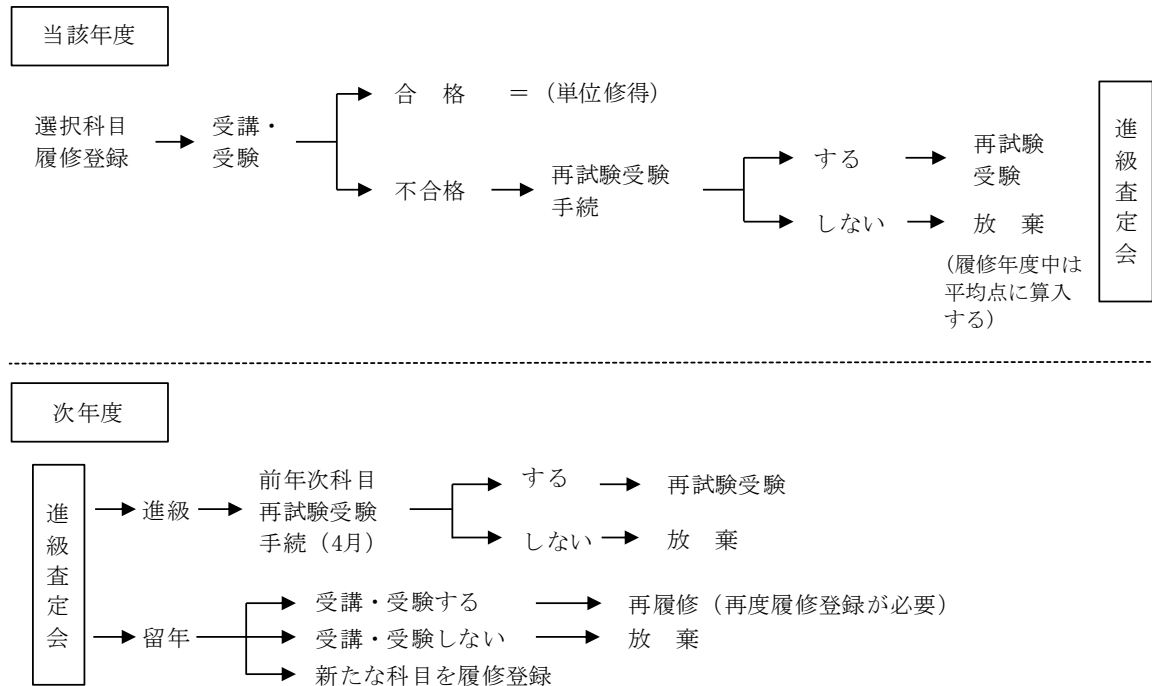 当該年度
選択科目
履修登録
受講・
受験
合　格　＝（単位修得）
不合格
再試験受験
手続
する
再試験
受験
しない
放　棄
（履修年度中は
平均点に算入
する）
進級査定会
次年度
進級査定会
進級
前年次科目
再試験受験
手続（4月）
する
再試験受験
しない
放　棄
留年
受講・受験する
再履修（再度履修登録が必要）
受講・受験しない
放　棄
新たな科目を履修登録